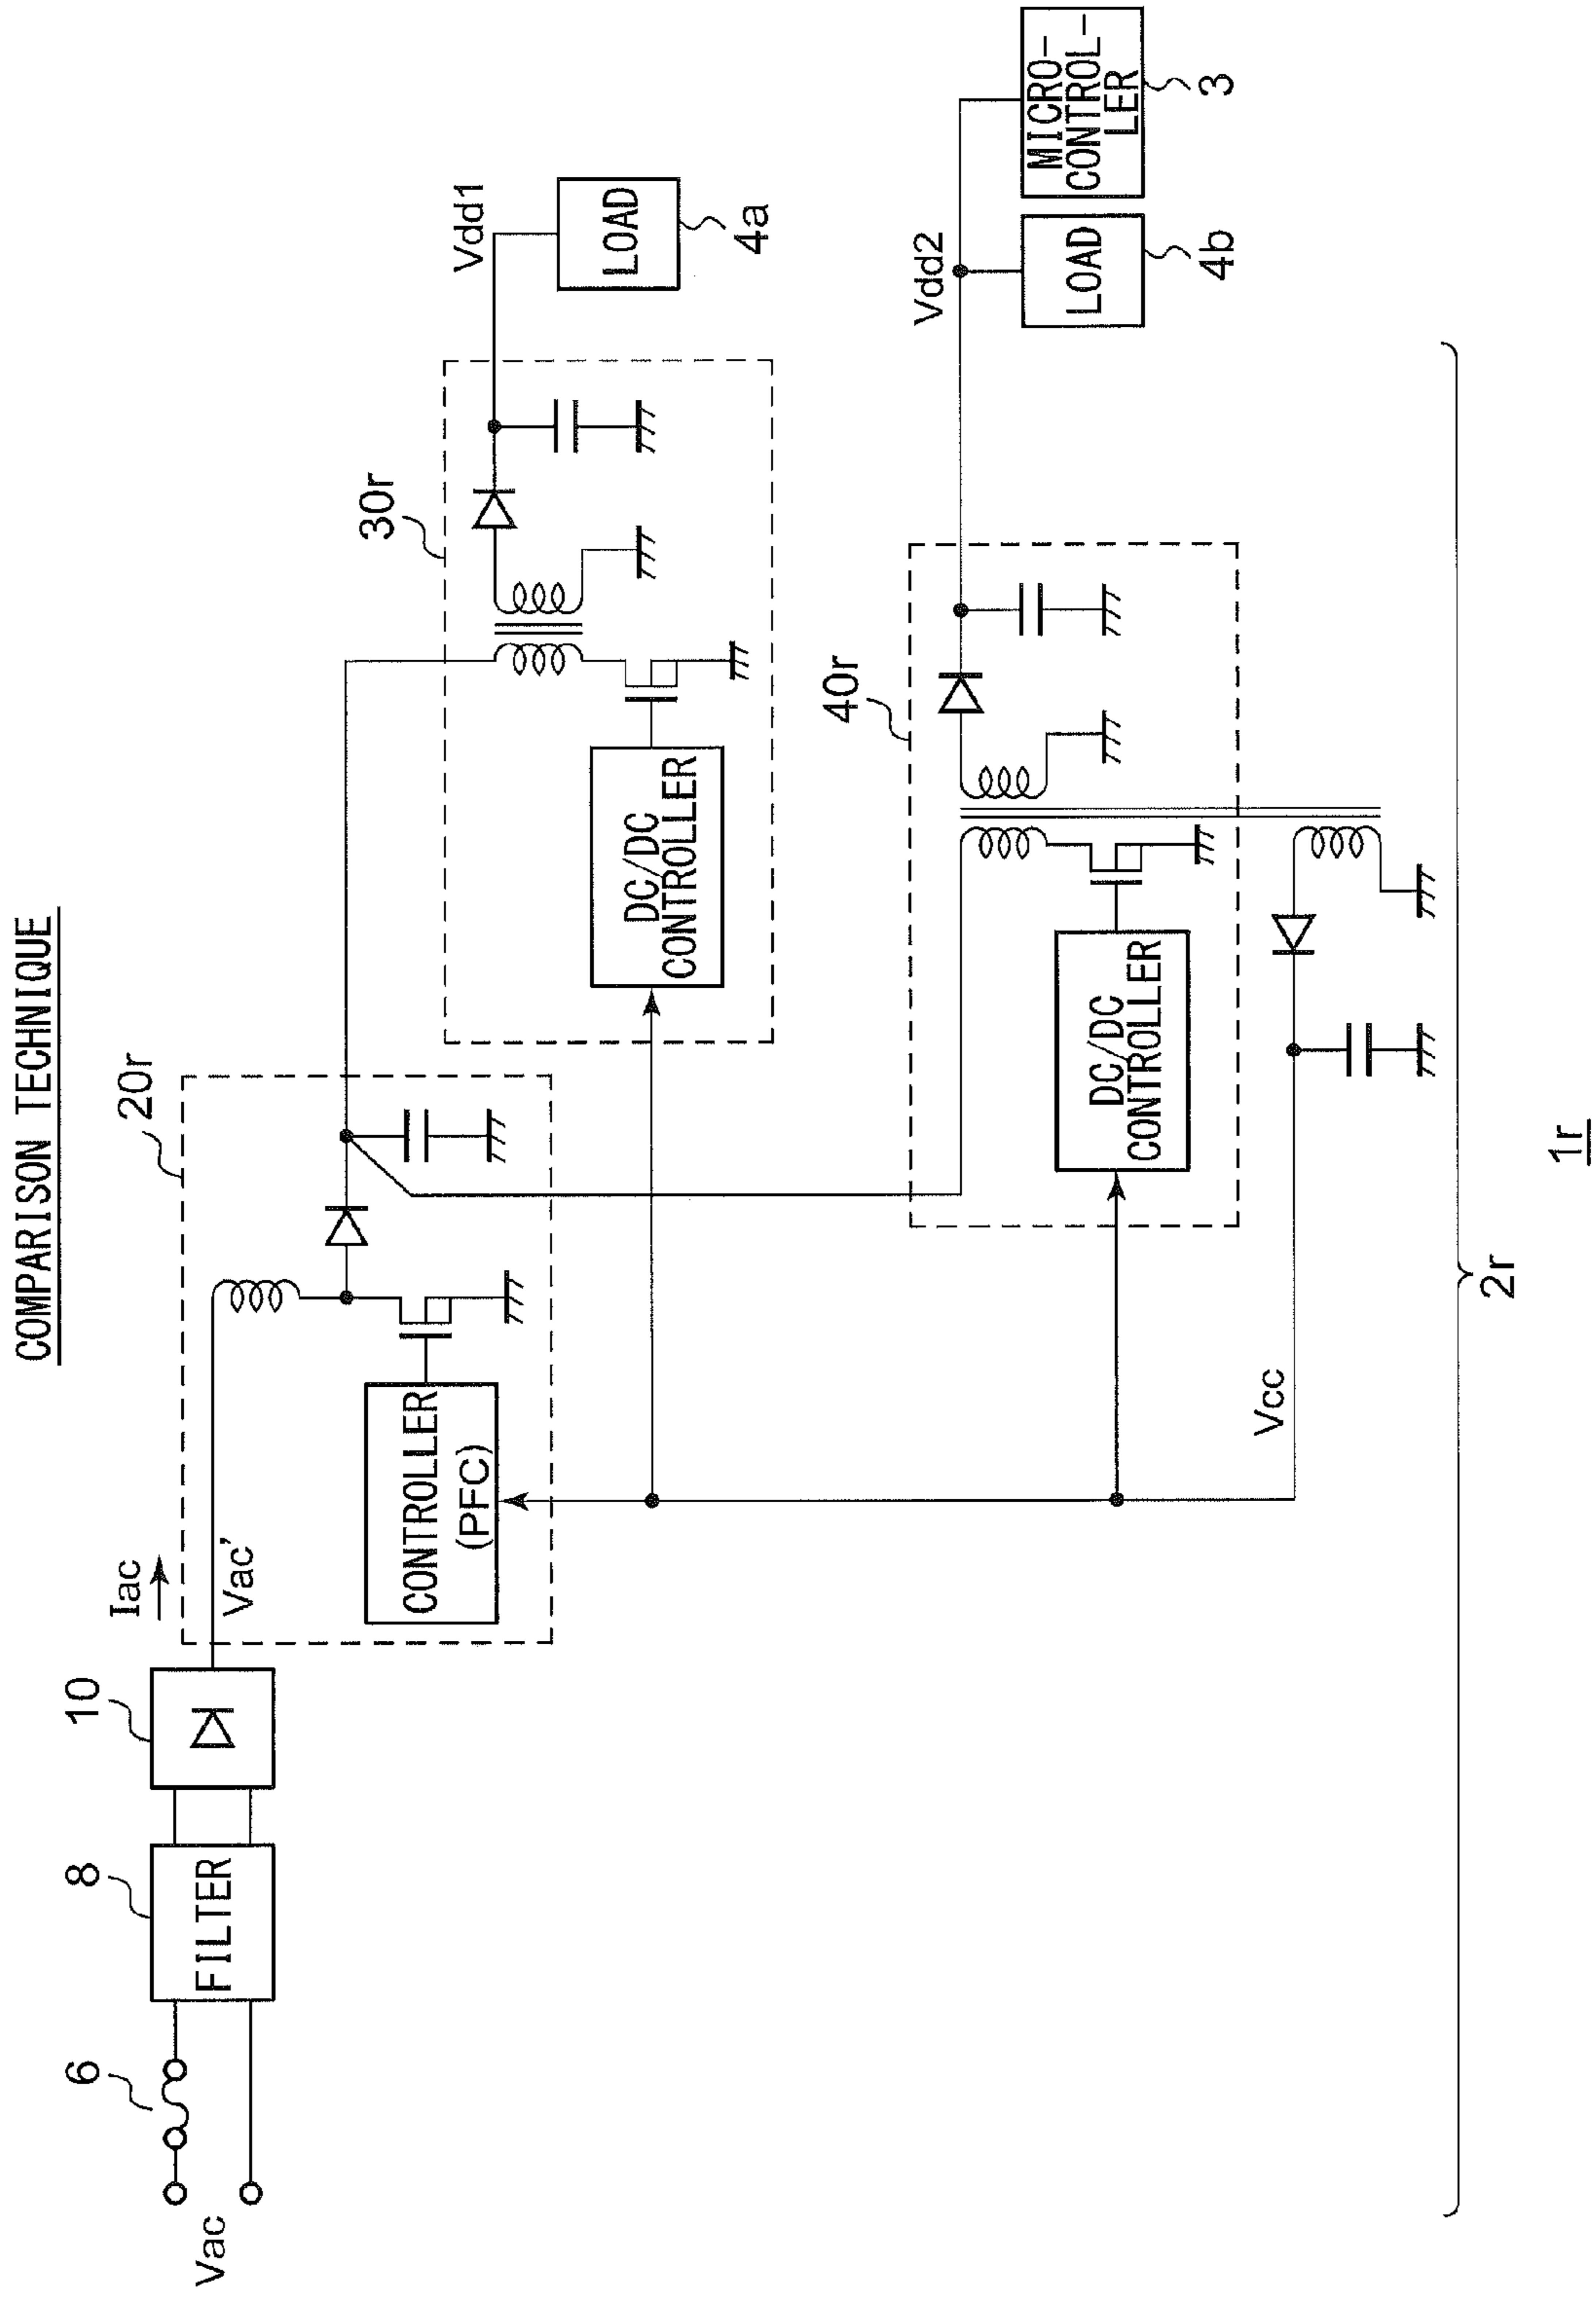 COMPARISON TECHNIQUE
Vac
6
8
FILTER
10
Iac
Vac'
20r
CONTROLLER
(PFC)
30r
DC/DC
CONTROLLER
Vdd1
LOAD
4a
40r
DC/DC
CONTROLLER
Vdd2
LOAD
4b
MICRO-
CONTROL-
LER
3
Vcc
2r
1r